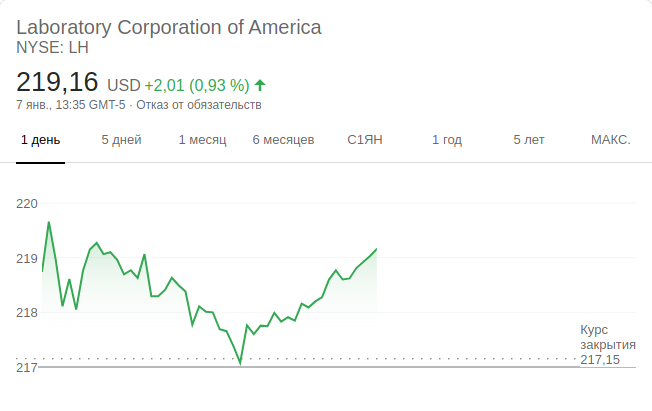 Laboratory Corporation of America
NYSE: LH
219,16 USD +2,01 (0,93 %)
7 янв., 13:35 GMT-5 · Отказ от обязательств
1 день 5 дней 1 месяц 6 месяцев С1ЯН 1 год 5 лет МАКС.
220
219
218
217
Курс
закрытия
217,15